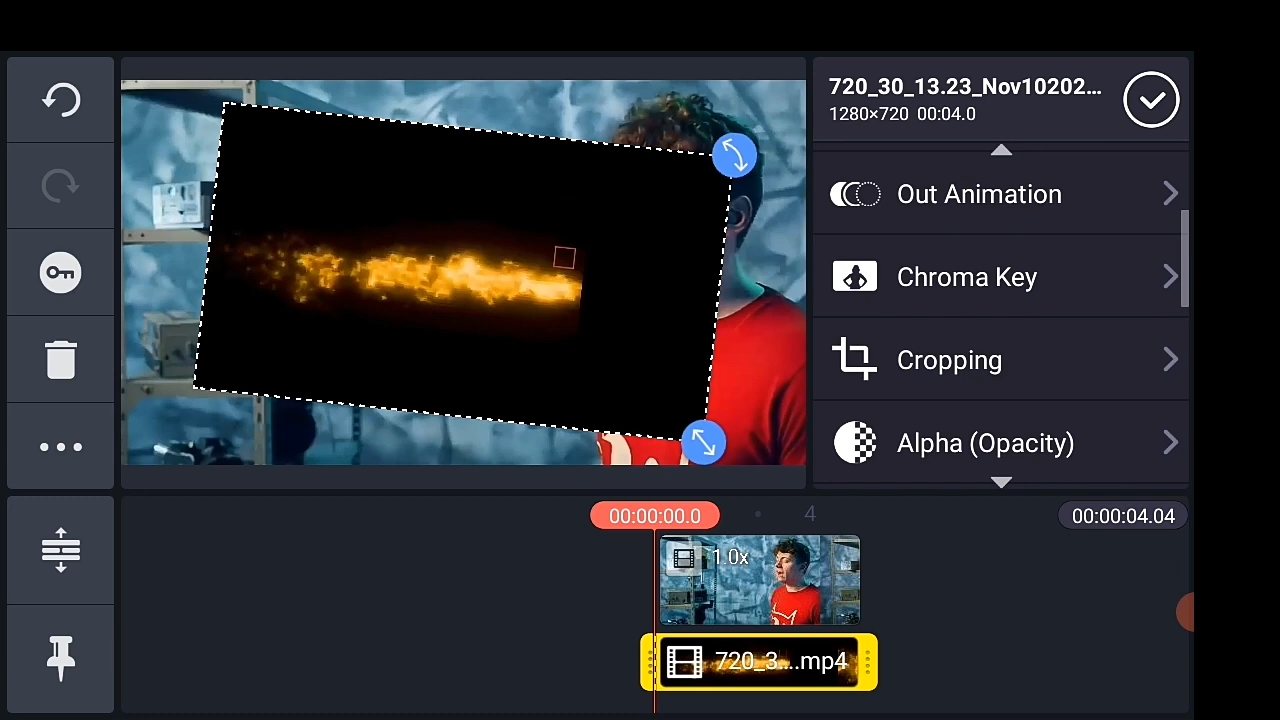 720_30_13.23_Nov10202...
1280×720 00:04.0
Out Animation
Chroma Key
Cropping
Alpha (Opacity)
00:00:00.0
4
00:00:04.04
1.0x
720_3....mp4